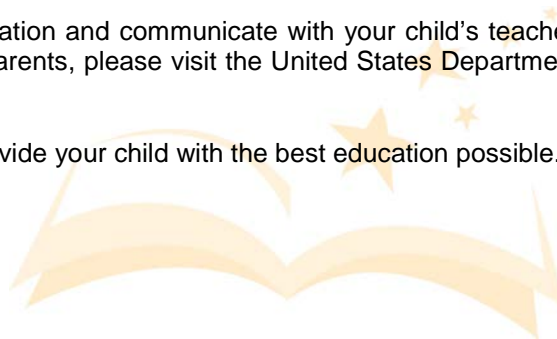 ation and communicate with your child’s teache
arents, please visit the United States Departme
vide your child with the best education possible.